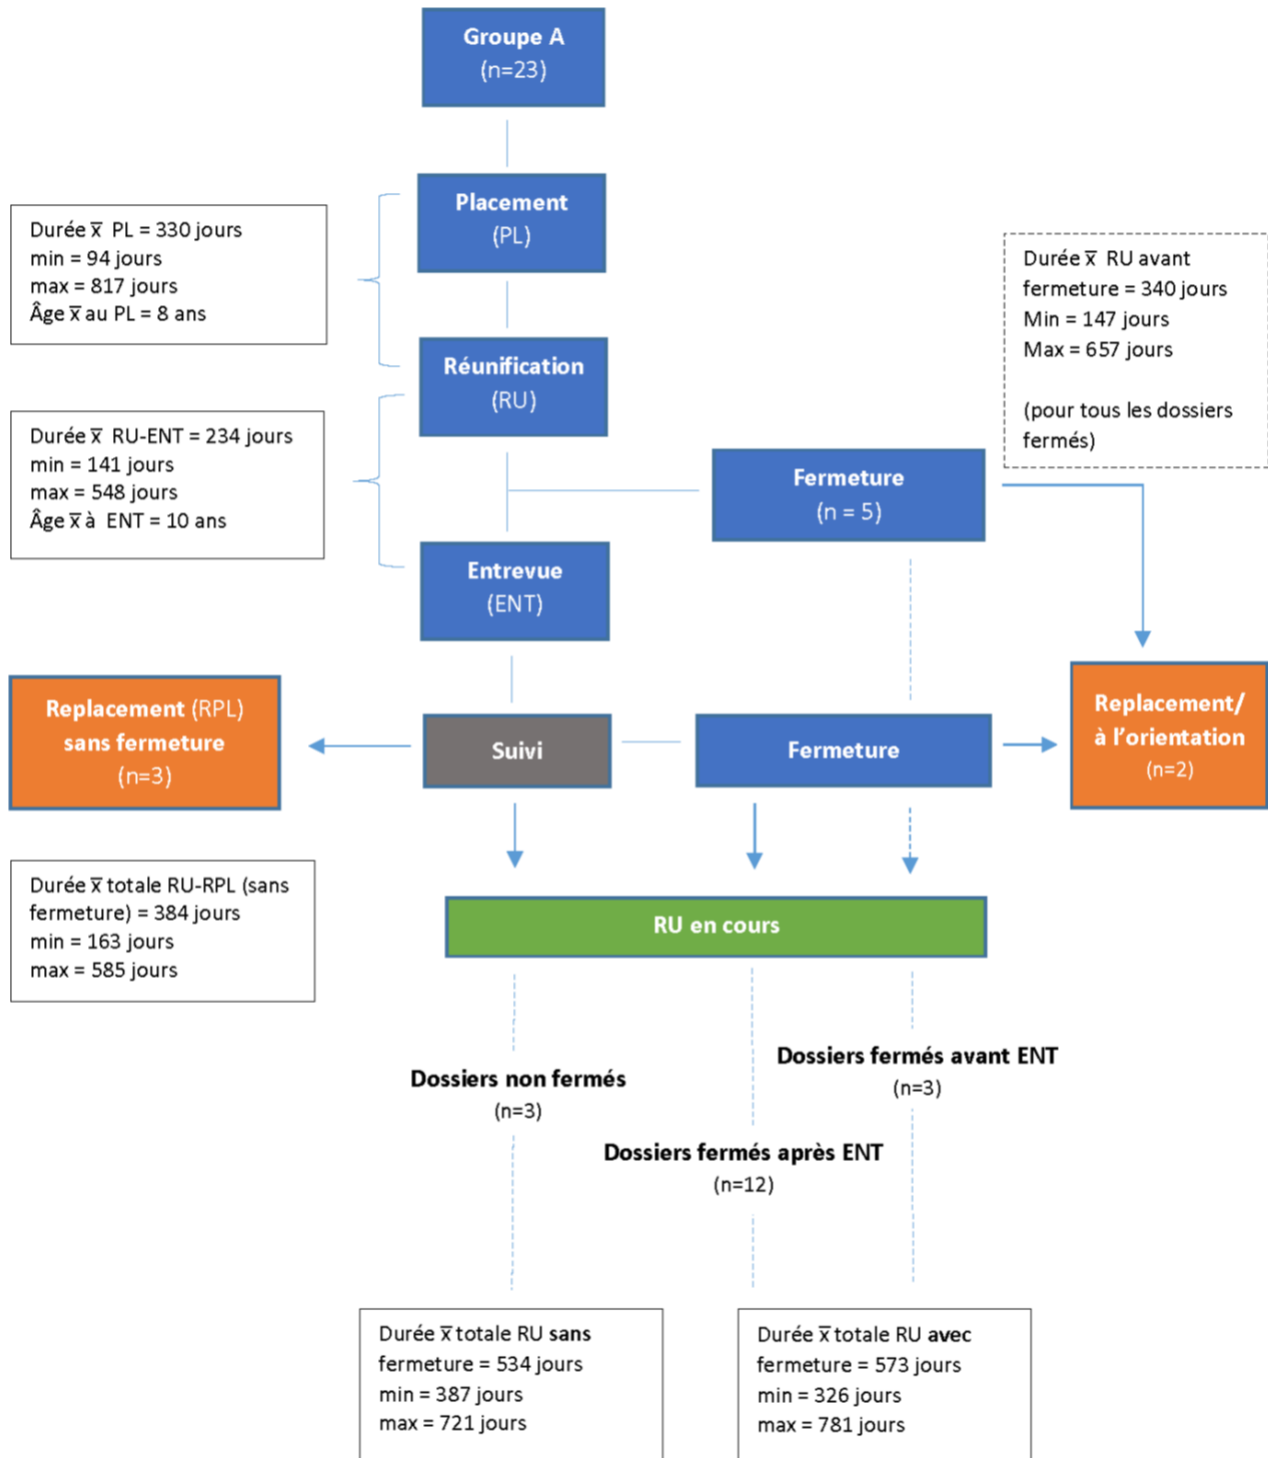 Groupe A
(n=23)
Placement
(PL)
Durée x̅ PL = 330 jours
min = 94 jours
max = 817 jours
Âge x̅ au PL = 8 ans
Durée x̅ RU avant
fermeture = 340 jours
Min = 147 jours
Max = 657 jours
(pour tous les dossiers
fermés)
Réunification
(RU)
Durée x̅ RU-ENT = 234 jours
min = 141 jours
max = 548 jours
Âge x̅ à ENT = 10 ans
Fermeture
(n = 5)
Entrevue
(ENT)
Replacement (RPL)
sans fermeture
(n=3)
Suivi
Fermeture
Replacement/
à l'orientation
(n=2)
Durée x̅ totale RU-RPL (sans
fermeture) = 384 jours
min = 163 jours
max = 585 jours
RU en cours
Dossiers non fermés
(n=3)
Dossiers fermés avant ENT
(n=3)
Dossiers fermés après ENT
(n=12)
Durée x̅ totale RU sans
fermeture = 534 jours
min = 387 jours
max = 721 jours
Durée x̅ totale RU avec
fermeture = 573 jours
min = 326 jours
max = 781 jours